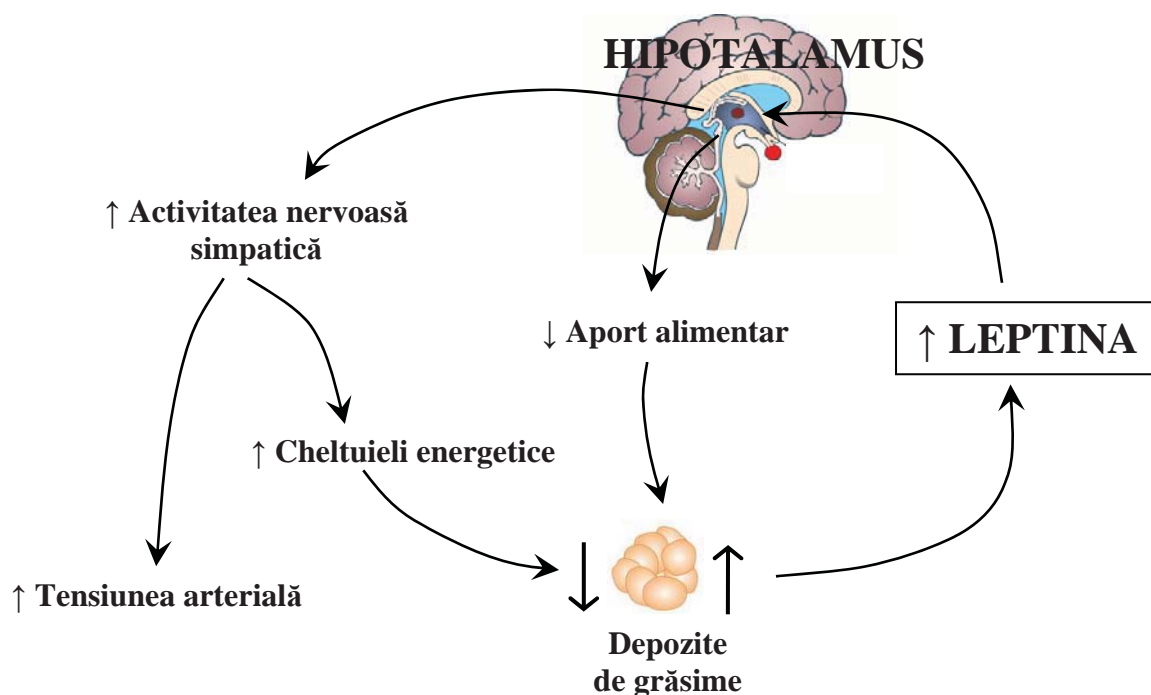 HIPOTALAMUS
↑ Activitatea nervoasă
simpatică
↓ Aport alimentar
↑ LEPTINA
↑ Cheltuieli energetice
↑ Tensiunea arterială
Depozite
de grăsime